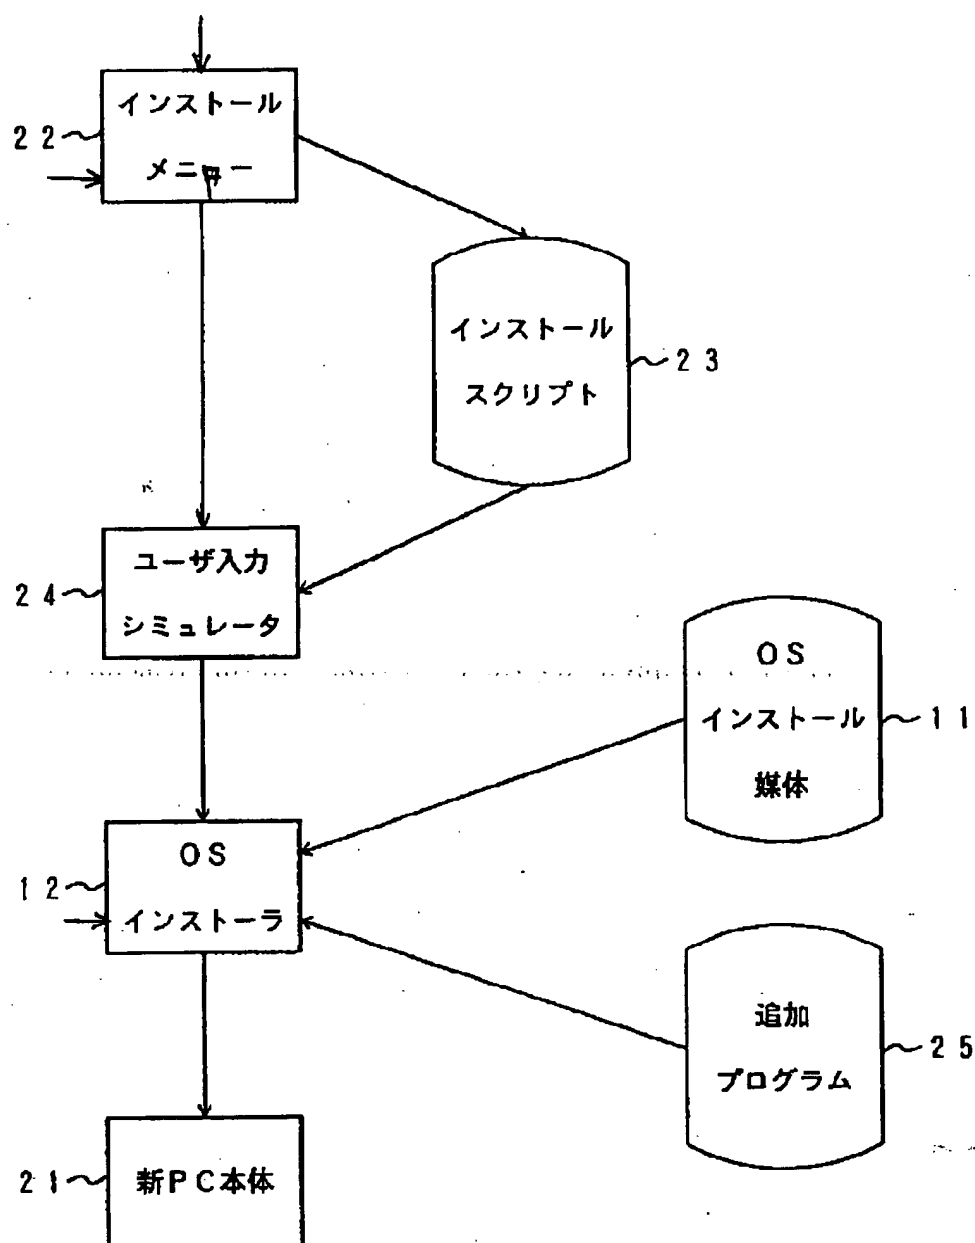 インストール
メニュー
22
インストール
スクリプト
23
ユーザ入力
シミュレータ
24
OS
インストール
媒体
11
OS
インストーラ
12
追加
プログラム
25
新PC本体
21